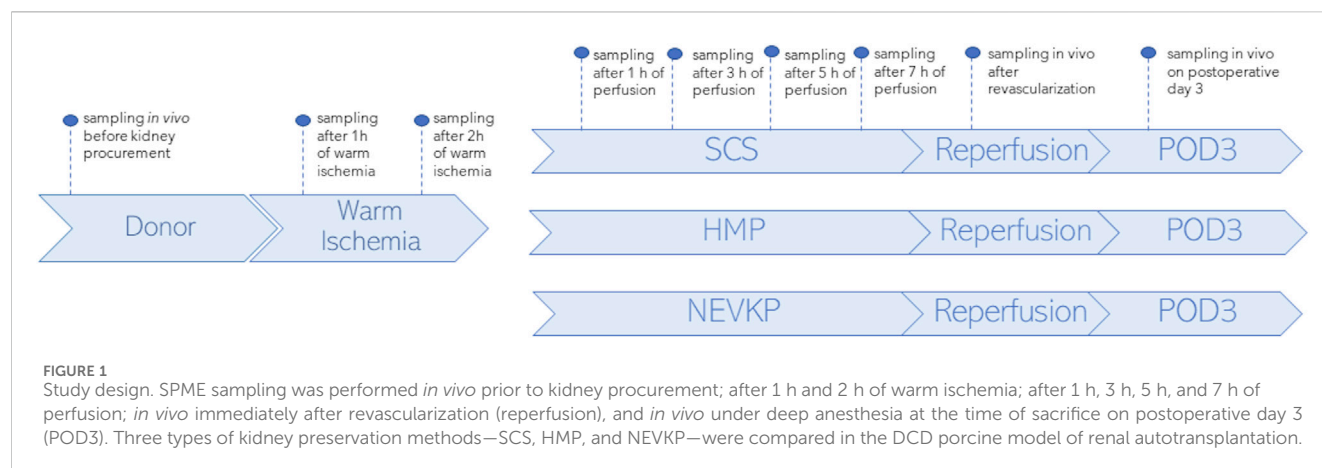 sampling
after 1 h of
perfusion
sampling
after 3 h of
perfusion
sampling
after 5 h of
perfusion
sampling
after 7 h of
perfusion
sampling in vivo
after
revascularization
sampling in vivo
on postoperative
day 3
sampling in vivo
before kidney
procurement
sampling
after 1h
of warm
ischemia
sampling
after 2h
of warm
ischemia
SCS
Reperfusion
POD3
Donor
Warm
Ischemia
HMP
Reperfusion
POD3
NEVKP
Reperfusion
POD3
FIGURE 1
Study design. SPME sampling was performed in vivo prior to kidney procurement; after 1 h and 2 h of warm ischemia; after 1 h, 3 h, 5 h, and 7 h of
perfusion; in vivo immediately after revascularization (reperfusion), and in vivo under deep anesthesia at the time of sacrifice on postoperative day 3
(POD3). Three types of kidney preservation methods—SCS, HMP, and NEVKP—were compared in the DCD porcine model of renal autotransplantation.